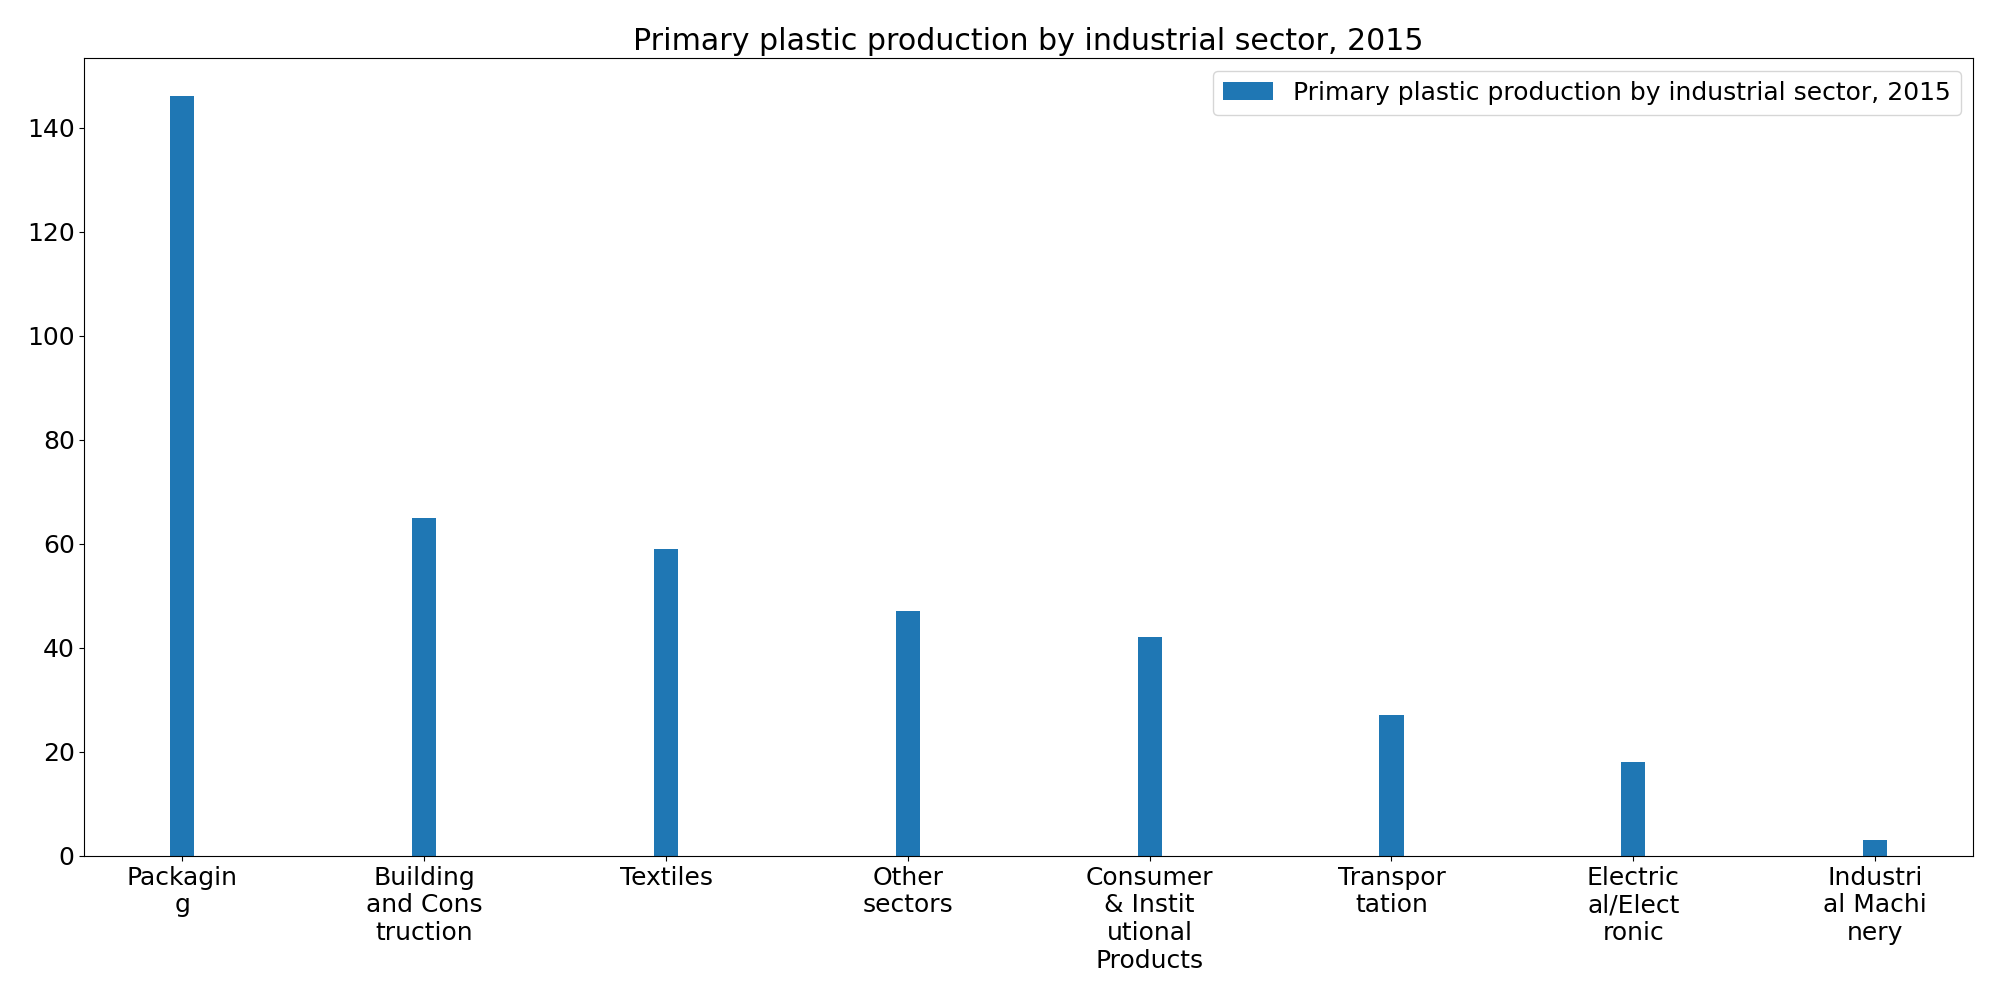 Primary plastic production by industrial sector, 2015
Primary plastic production by industrial sector, 2015
140
120
100
80
60
40
20
0
Packagin
g
Building
and Cons
truction
Textiles
Other
sectors
Consumer
& Instit
utional
Products
Transpor
tation
Electric
al/Elect
ronic
Industri
al Machi
nery